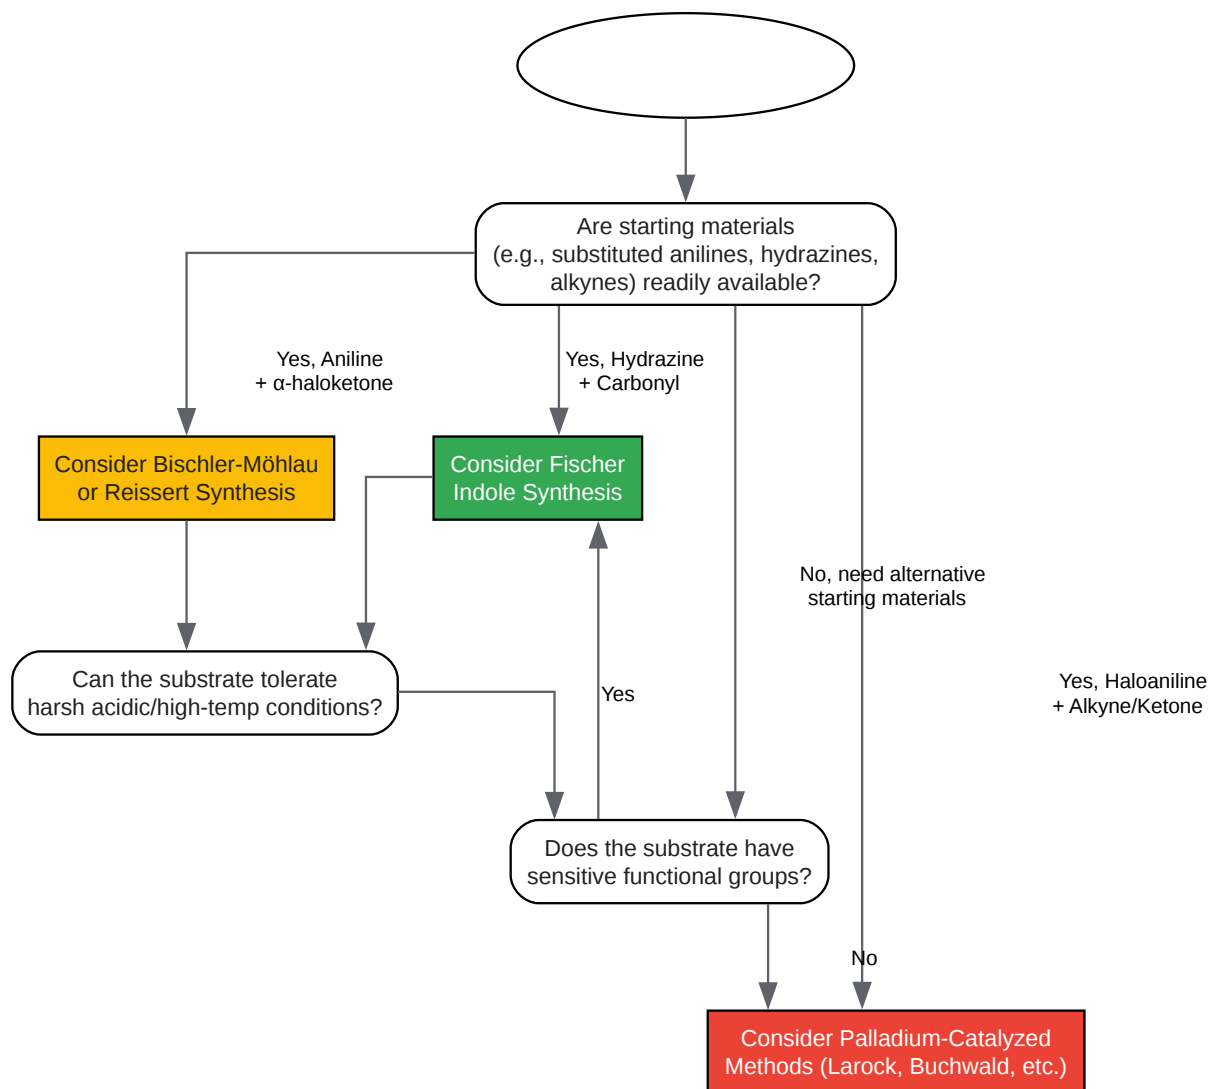 Are starting materials
(e.g., substituted anilines, hydrazines,
alkynes) readily available?
Yes, Aniline
+ α-haloketone
Yes, Hydrazine
+ Carbonyl
Consider Bischler-Möhlau
or Reissert Synthesis
Consider Fischer
Indole Synthesis
No, need alternative
starting materials
Can the substrate tolerate
harsh acidic/high-temp conditions?
Yes
Yes, Haloaniline
+ Alkyne/Ketone
Does the substrate have
sensitive functional groups?
No
Consider Palladium-Catalyzed
Methods (Larock, Buchwald, etc.)